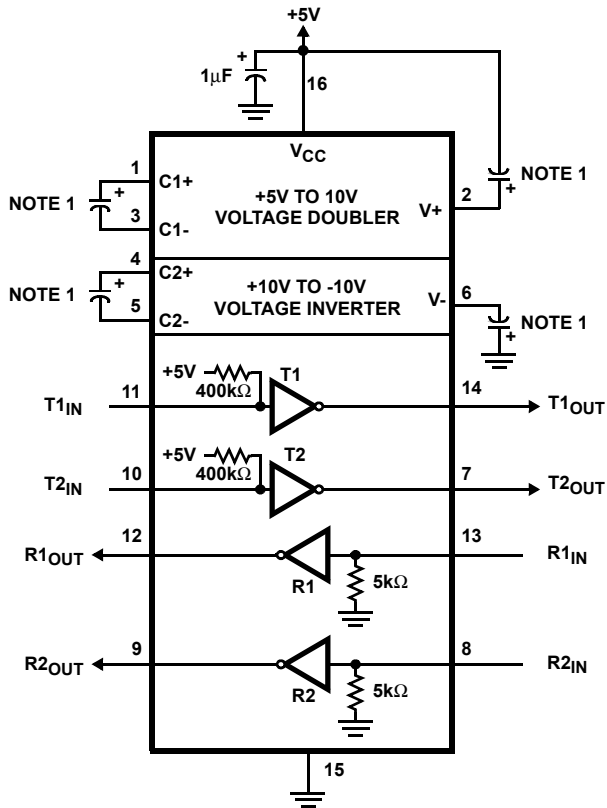 +5V
+
1µF
16
VCC
1
C1+
NOTE 1
+
3
C1-
+5V TO 10V
VOLTAGE DOUBLER
V+
2
+
NOTE 1
4
C2+
NOTE 1
+
5
C2-
+10V TO -10V
VOLTAGE INVERTER
V-
6
+
NOTE 1
+5V
400kΩ
T1
T1IN
11
14
T1OUT
+5V
400kΩ
T2
T2IN
10
7
T2OUT
R1OUT
12
R1
13
R1IN
5kΩ
R2OUT
9
R2
8
R2IN
5kΩ
15